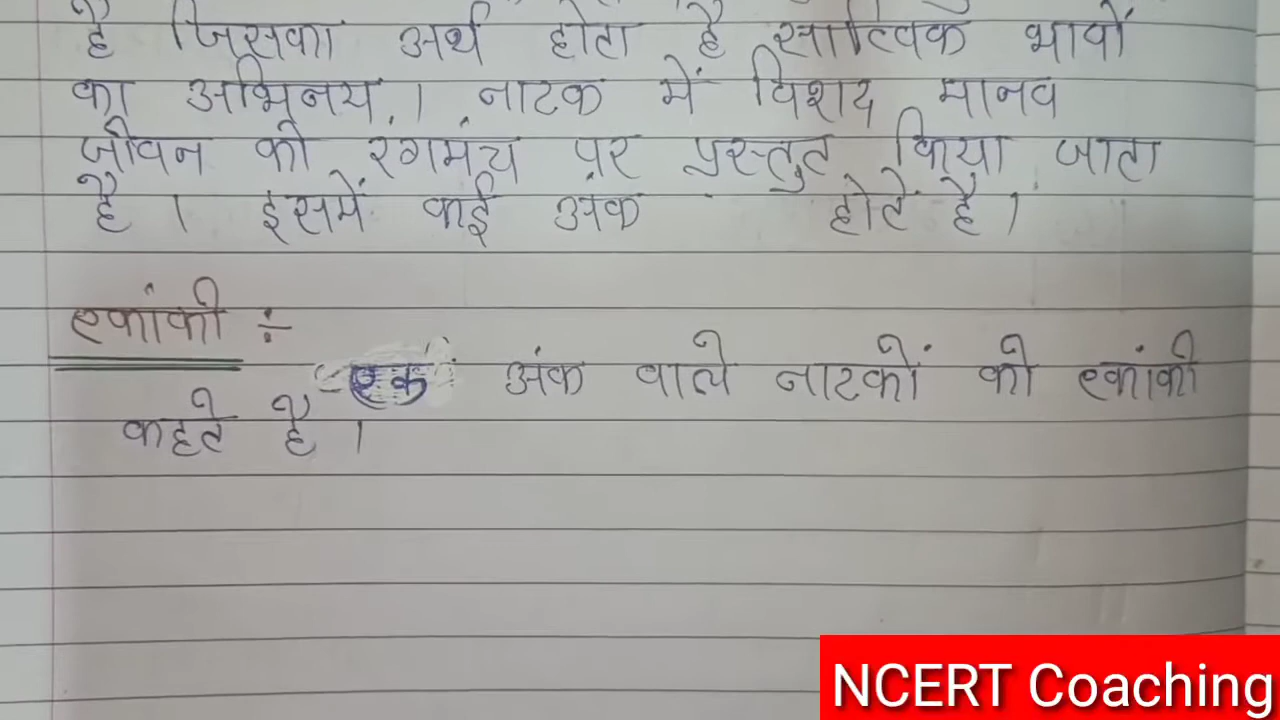 है जिसका अर्थ होता है सात्विक भावों
का अभिनय । नाटक में विशद मानव
जीवन को रंगमंच पर प्रस्तुत किया जाता
है । इसमें कई अंक होते है ।
एकांकी :-
एक अंक वाले नाटकों को एकांकी
कहते है ।
NCERT Coaching